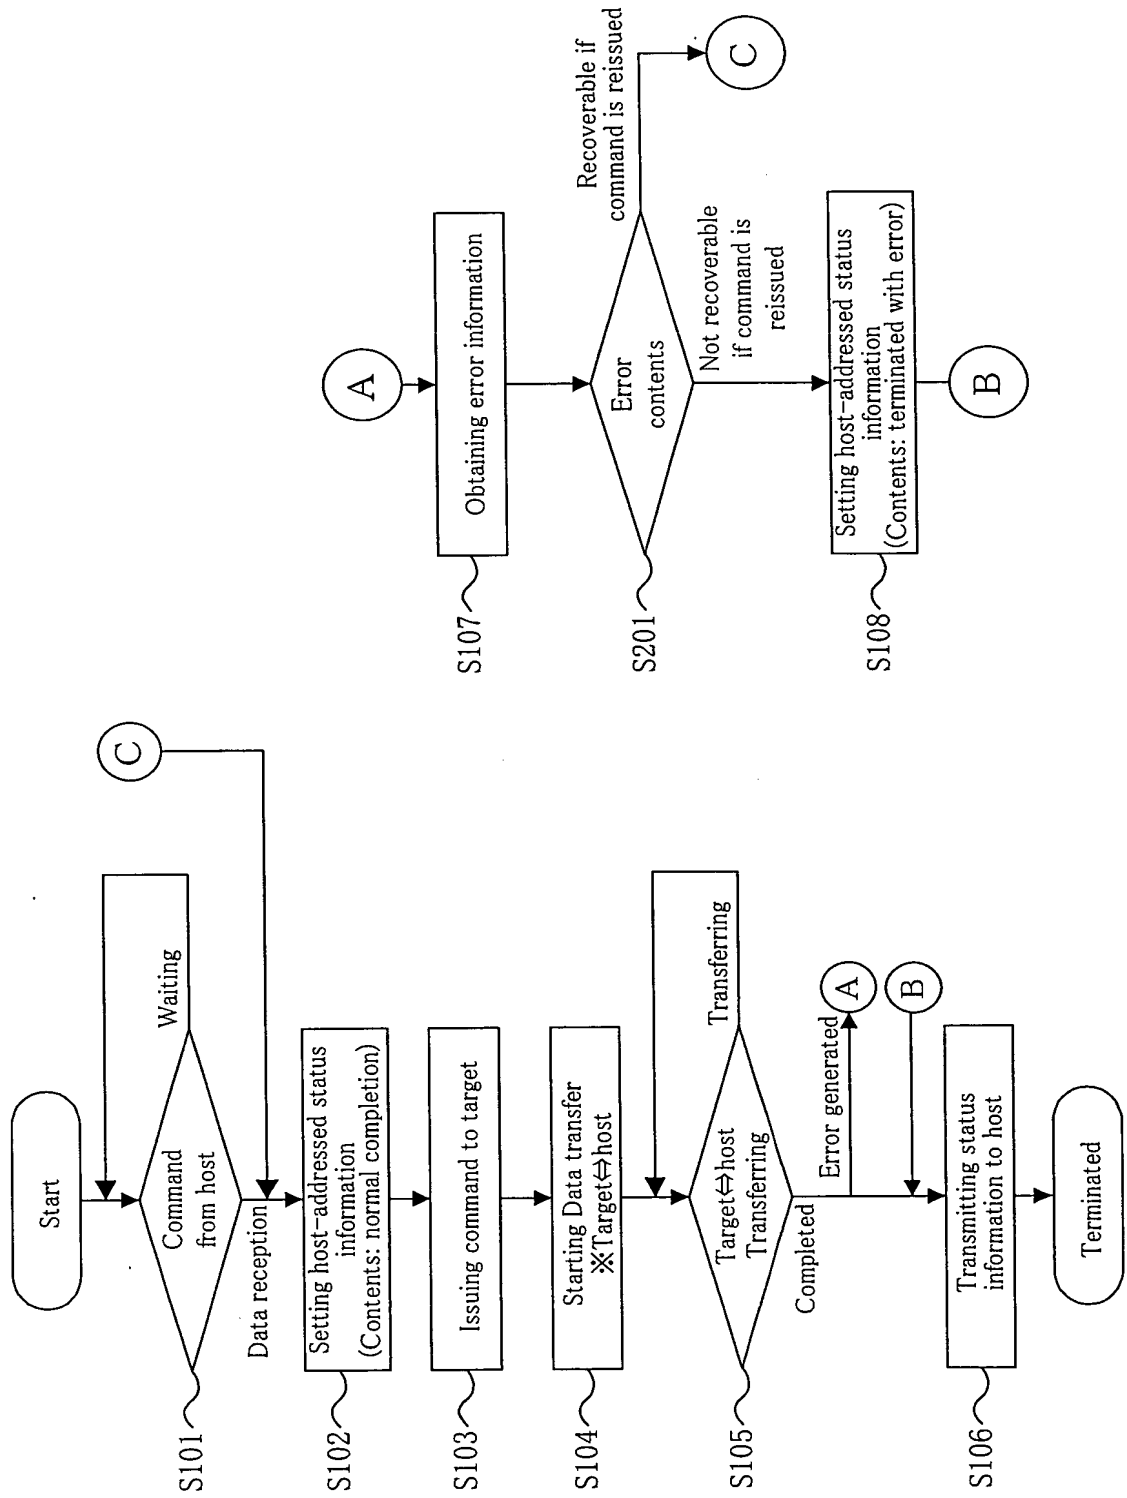 Start
Waiting
Command
from host
S101
Data reception
C
Setting host-addressed status
information
(Contents: normal completion)
S102
Issuing command to target
S103
Starting Data transfer
※Target⇔host
S104
Transferring
Target⇔host
Transferring
S105
Completed
Error generated
A
B
Transmitting status
information to host
S106
Terminated
A
Obtaining error information
S107
Error
contents
S201
Recoverable if
command is reissued
C
Not recoverable
if command is
reissued
Setting host-addressed status
information
(Contents: terminated with error)
S108
B